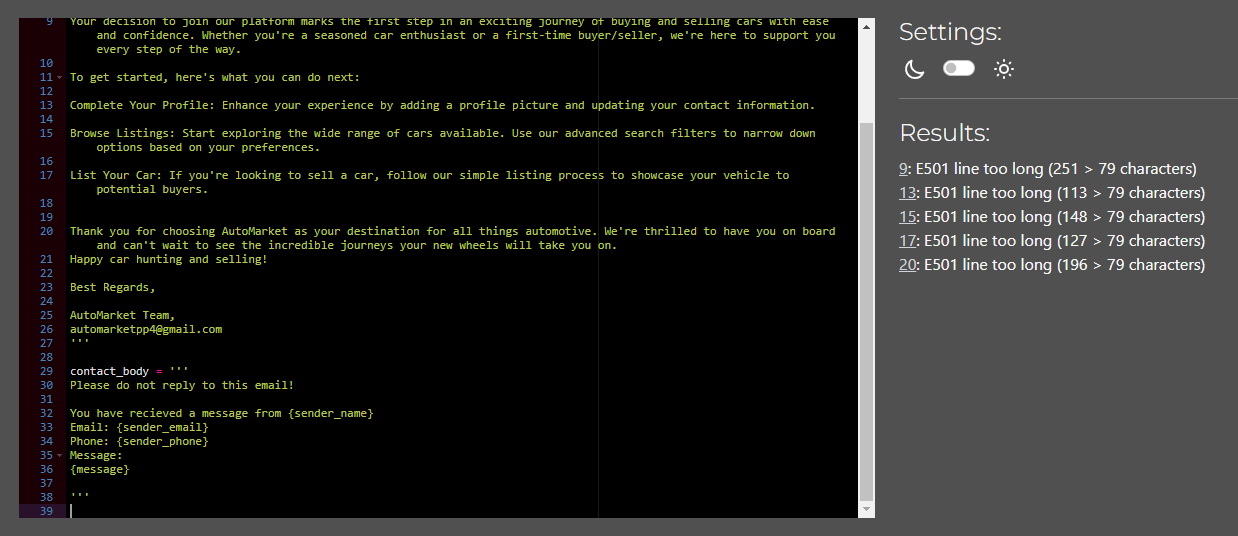 9 Your decision to join our platform marks the first step in an exciting journey of buying and selling cars with ease
and confidence. Whether you're a seasoned car enthusiast or a first-time buyer/seller, we're here to support you
every step of the way.
10
11 To get started, here's what you can do next:
12
13 Complete Your Profile: Enhance your experience by adding a profile picture and updating your contact information.
14
15 Browse Listings: Start exploring the wide range of cars available. Use our advanced search filters to narrow down
options based on your preferences.
16
17 List Your Car: If you're looking to sell a car, follow our simple listing process to showcase your vehicle to
potential buyers.
18
19
20 Thank you for choosing AutoMarket as your destination for all things automotive. We're thrilled to have you on board
and can't wait to see the incredible journeys your new wheels will take you on.
21 Happy car hunting and selling!
22
23 Best Regards,
24
25 AutoMarket Team,
26 automarketpp4@gmail.com
27 '''
28
29 contact_body = '''
30 Please do not reply to this email!
31
32 You have recieved a message from {sender_name}
33 Email: {sender_email}
34 Phone: {sender_phone}
35 Message:
36 {message}
37
38 '''
39
Settings:
Results:
9: E501 line too long (251 > 79 characters)
13: E501 line too long (113 > 79 characters)
15: E501 line too long (148 > 79 characters)
17: E501 line too long (127 > 79 characters)
20: E501 line too long (196 > 79 characters)